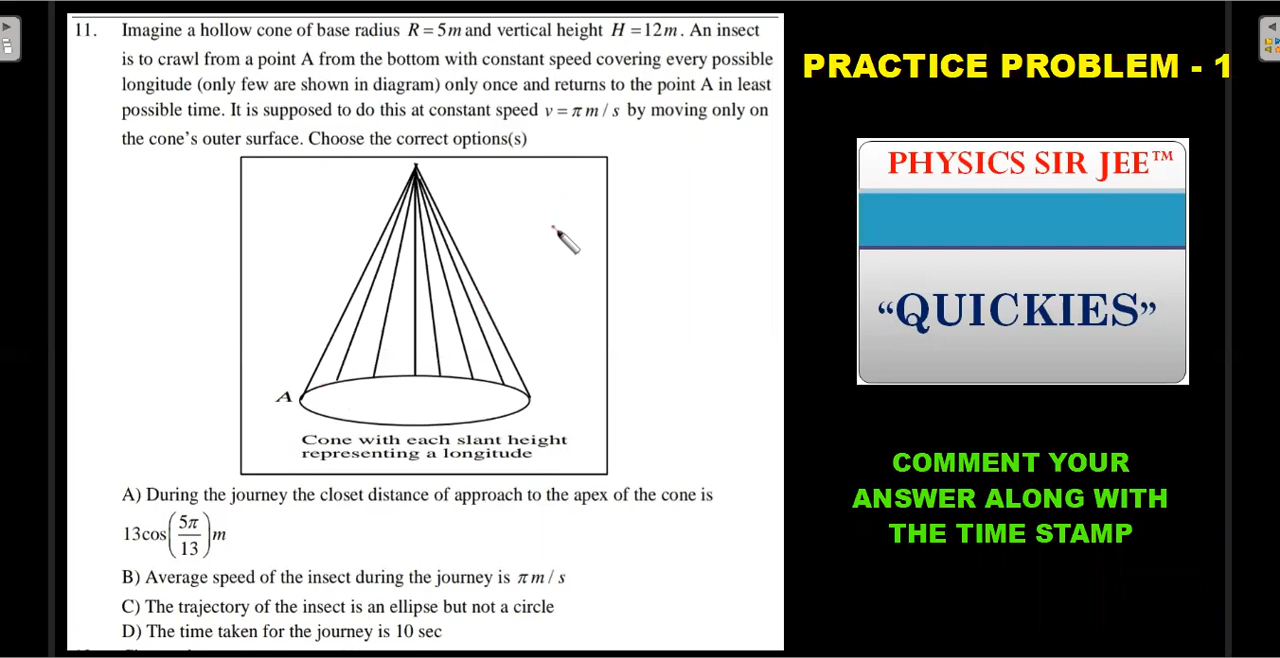 11. Imagine a hollow cone of base radius R = 5m and vertical height H = 12m. An insect
is to crawl from a point A from the bottom with constant speed covering every possible
longitude (only few are shown in diagram) only once and returns to the point A in least
possible time. It is supposed to do this at constant speed v = π m / s by moving only on
the cone's outer surface. Choose the correct options(s)
A
Cone with each slant height
representing a longitude
A) During the journey the closet distance of approach to the apex of the cone is
13cos(5π/13)m
B) Average speed of the insect during the journey is π m / s
C) The trajectory of the insect is an ellipse but not a circle
D) The time taken for the journey is 10 sec
PRACTICE PROBLEM - 1
PHYSICS SIR JEE™
“QUICKIES”
COMMENT YOUR
ANSWER ALONG WITH
THE TIME STAMP